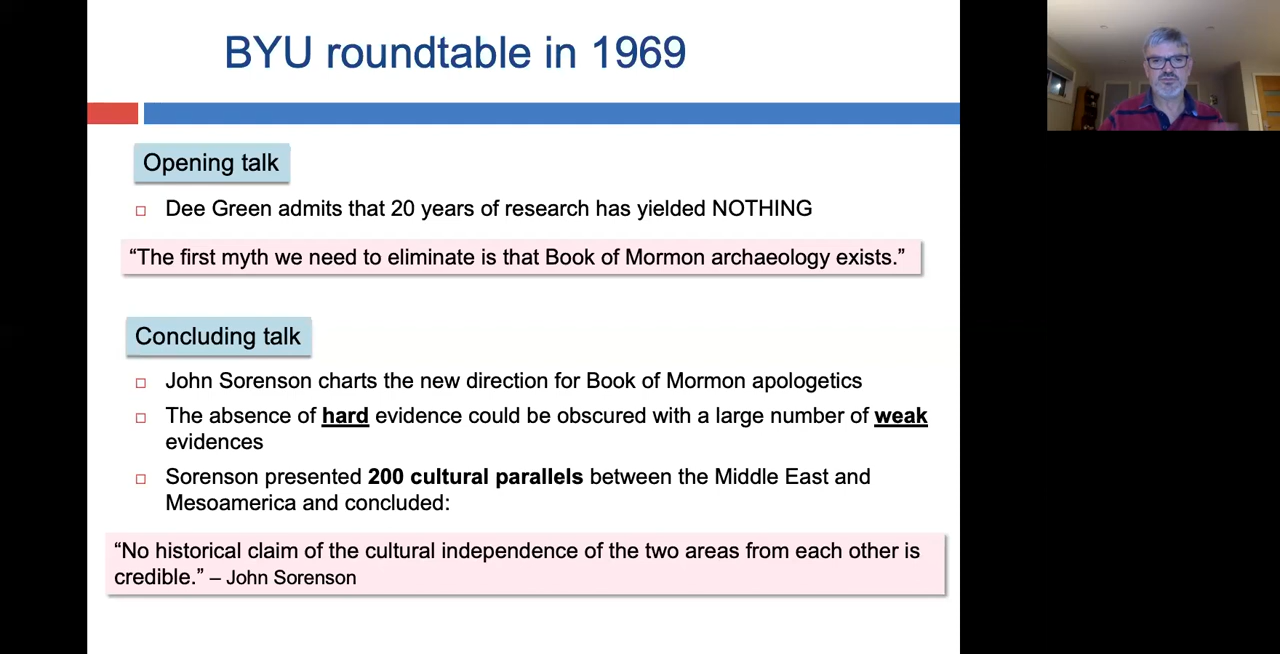 BYU roundtable in 1969
Opening talk
Dee Green admits that 20 years of research has yielded NOTHING
“The first myth we need to eliminate is that Book of Mormon archaeology exists.”
Concluding talk
John Sorenson charts the new direction for Book of Mormon apologetics
The absence of hard evidence could be obscured with a large number of weak
evidences
Sorenson presented 200 cultural parallels between the Middle East and
Mesoamerica and concluded:
“No historical claim of the cultural independence of the two areas from each other is
credible.” – John Sorenson